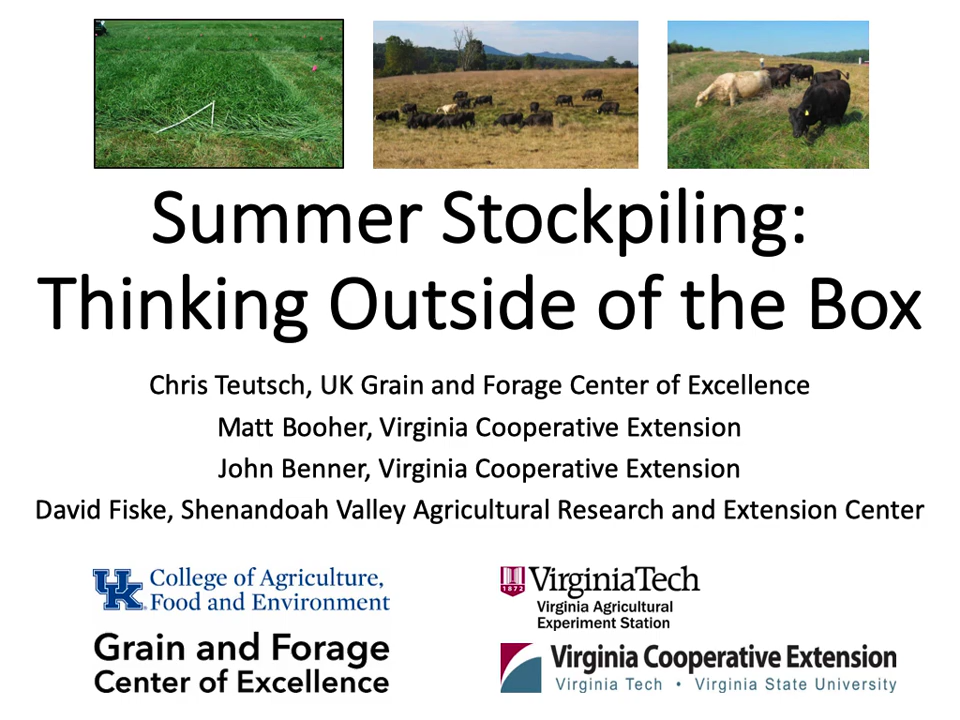 Summer Stockpiling:
Thinking Outside of the Box
Chris Teutsch, UK Grain and Forage Center of Excellence
Matt Booher, Virginia Cooperative Extension
John Benner, Virginia Cooperative Extension
David Fiske, Shenandoah Valley Agricultural Research and Extension Center
UK College of Agriculture,
Food and Environment
Grain and Forage
Center of Excellence
1872 VirginiaTech
Virginia Agricultural
Experiment Station
Virginia Cooperative Extension
Virginia Tech • Virginia State University